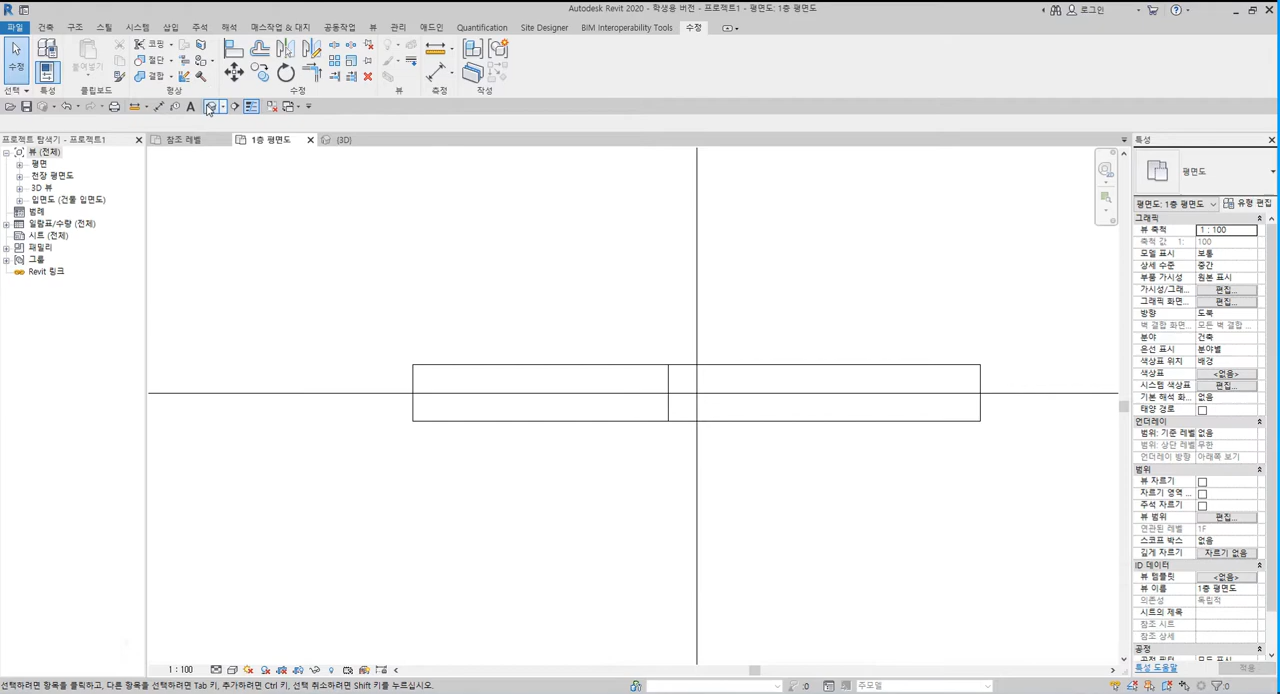 Autodesk Revit 2020 - 학생용 버전 - 프로젝트1 - 평면도: 1층 평면도
로그인
파일 건축 구조 스틸 시스템 삽입 주석 해석 매스작업 & 대지 공동작업 뷰 관리 애드인 Quantification Site Designer BIM Interoperability Tools 수정
수정
붙여넣기
코핑
절단
결합
선택 특성 클립보드 형상 수정 뷰 측정 작성
프로젝트 탐색기 - 프로젝트1
참조 레벨
1층 평면도
(3D)
특성
뷰 (전체)
평면
천장 평면도
3D 뷰
입면도 (건물 입면도)
범례
일람표/수량 (전체)
시트 (전체)
패밀리
그룹
Revit 링크
평면도
평면도: 1층 평면도
유형 편집
그래픽
뷰 축척 1 : 100
축척 값 1: 100
모델 표시 보통
상세 수준 중간
부품 가시성 원본 표시
가시성/그래... 편집...
그래픽 화면... 편집...
방향 도북
벽 결합 화면... 모든 벽 결합 ...
분야 건축
은선 표시 분야별
색상표 위치 배경
색상표 <없음>
시스템 색상표 편집...
기본 해석 화... 없음
태양 경로
언더레이
범위: 기준 레벨 없음
범위: 상단 레벨 무한
언더레이 방향 아래쪽 보기
범위
뷰 자르기
자르기 영역 ...
주석 자르기
뷰 범위 편집...
연관된 레벨 1F
스코프 박스 없음
깊게 자르기 자르기 없음
ID 데이터
뷰 템플릿 <없음>
뷰 이름 1층 평면도
의존성 독립적
시트의 제목
참조 시트
참조 상세
공정
공정 필터 모두 표시
특성 도움말
적용
1 : 100
선택하려면 항목을 클릭하고, 다른 항목을 선택하려면 Tab 키, 추가하려면 Ctrl 키, 선택 취소하려면 Shift 키를 누르십시오.
:0
주모델
:0